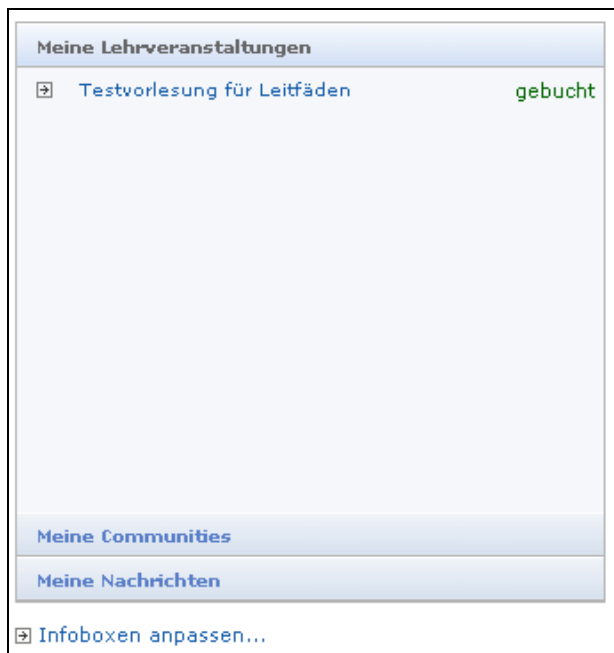 Meine Lehrveranstaltungen
Testvorlesung für Leitfäden gebucht
Meine Communities
Meine Nachrichten
Infoboxen anpassen...